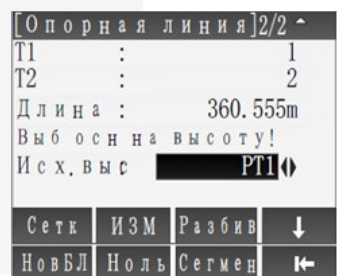 [Опорная линия]2/2
T1 : 1
T2 : 2
Длина : 360.555m
Выб осн на высоту!
Исх.выс PT1
Сетк ИЗМ Разбив ↓
НовБЛ Ноль Сегмен